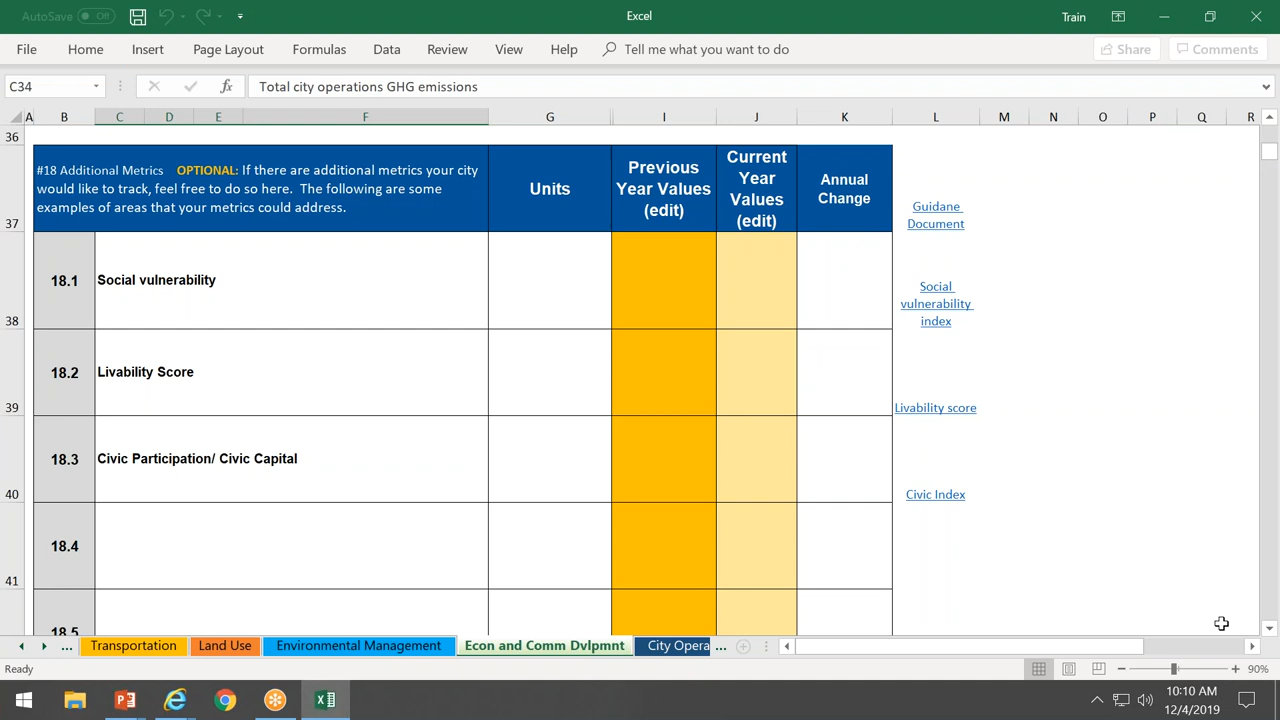 AutoSave Off
Excel
Train
File Home Insert Page Layout Formulas Data Review View Help Tell me what you want to do Share Comments
C34 fx Total city operations GHG emissions
A B C D E F G I J K L M N O P Q R
36
37
#18 Additional Metrics OPTIONAL: If there are additional metrics your city
would like to track, feel free to do so here. The following are some
examples of areas that your metrics could address.
Units
Previous
Year Values
(edit)
Current
Year
Values
(edit)
Annual
Change
Guidane
Document
38
18.1 Social vulnerability
Social
vulnerability
index
39
18.2 Livability Score
Livability score
40
18.3 Civic Participation/ Civic Capital
Civic Index
41
18.4
18.5
... Transportation Land Use Environmental Management Econ and Comm Dvlpmnt City Opera ...
Ready
90%
10:10 AM
12/4/2019